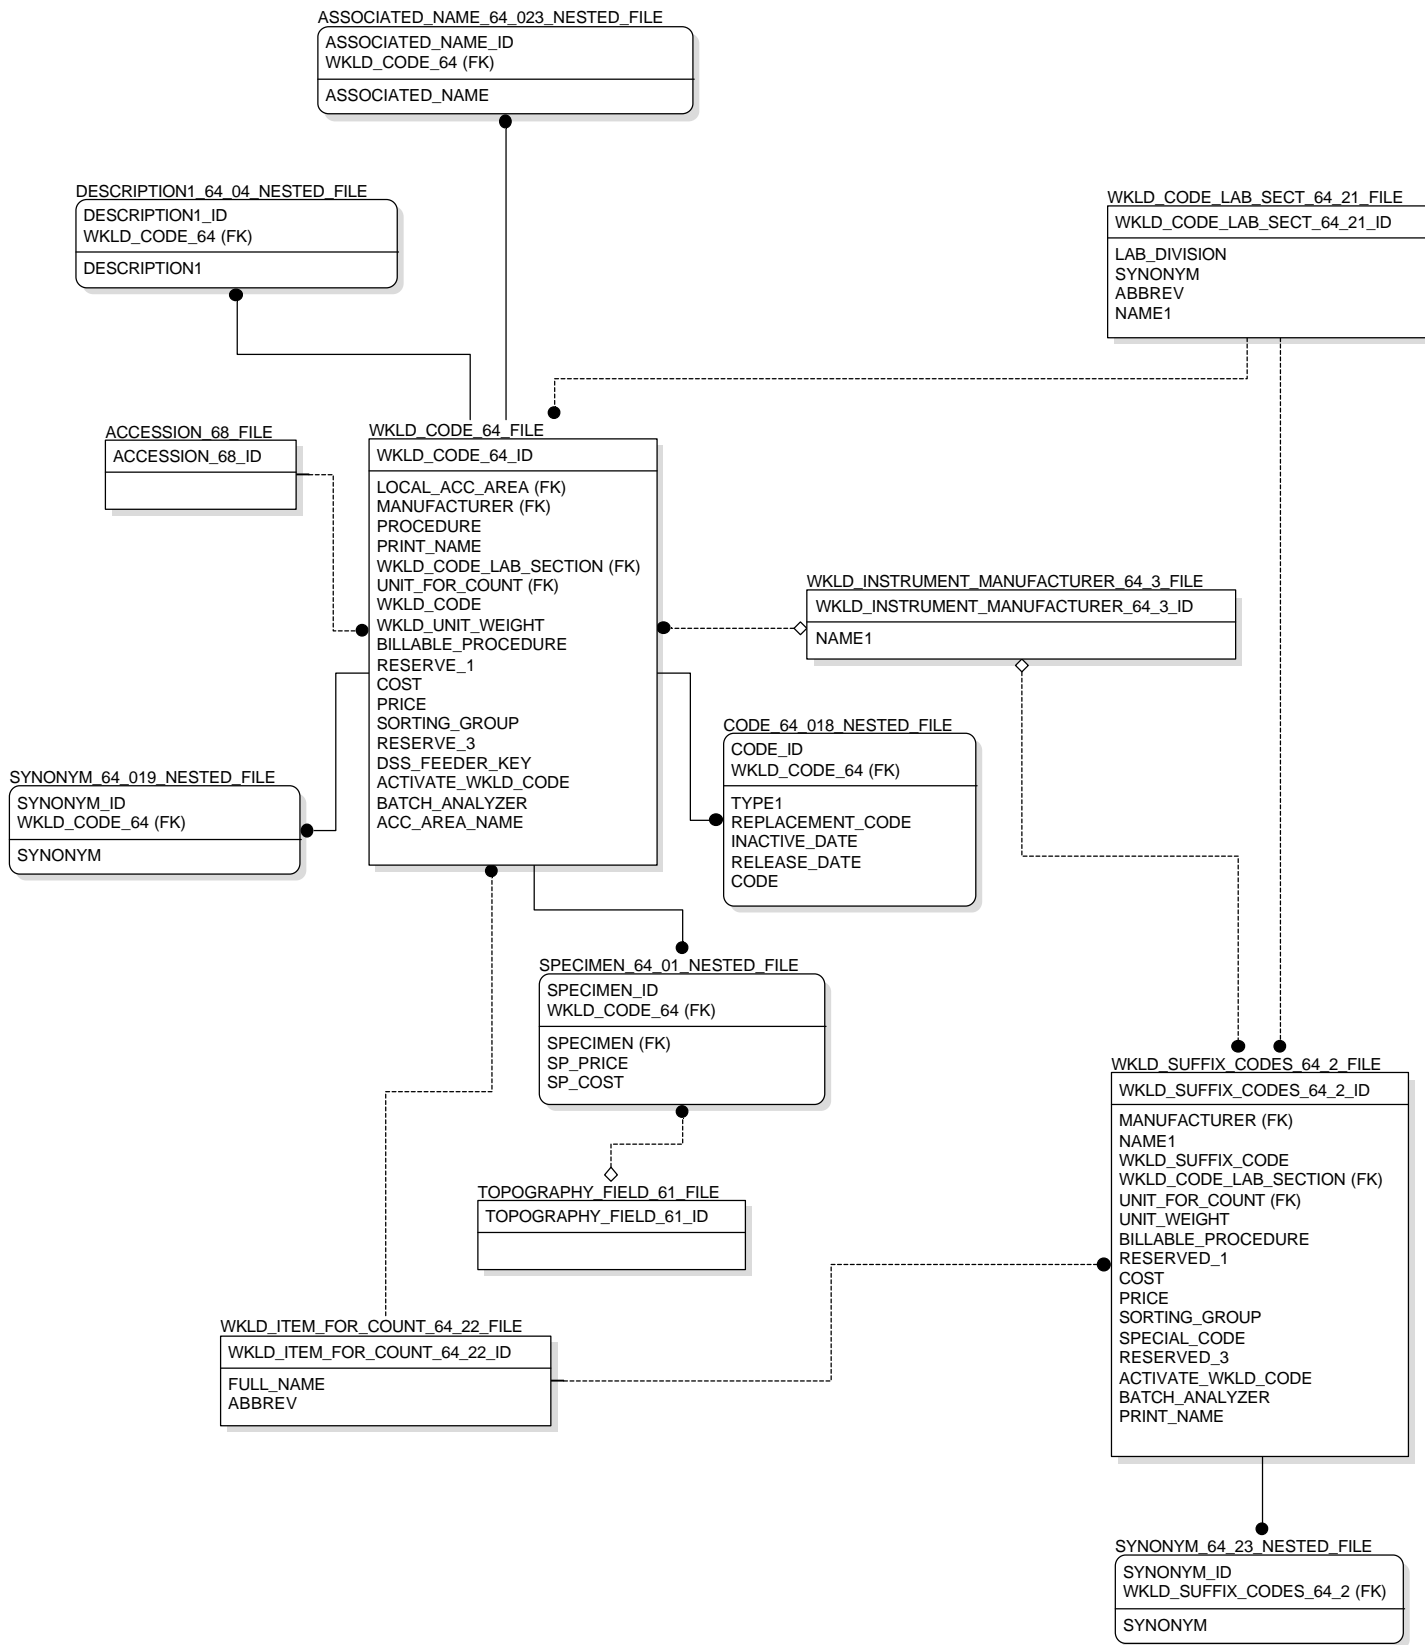 ASSOCIATED_NAME_64_023_NESTED_FILE
ASSOCIATED_NAME_ID
WKLD_CODE_64 (FK)
ASSOCIATED_NAME
DESCRIPTION1_64_04_NESTED_FILE
DESCRIPTION1_ID
WKLD_CODE_64 (FK)
DESCRIPTION1
WKLD_CODE_LAB_SECT_64_21_FILE
WKLD_CODE_LAB_SECT_64_21_ID
LAB_DIVISION
SYNONYM
ABBREV
NAME1
ACCESSION_68_FILE
ACCESSION_68_ID
WKLD_CODE_64_FILE
WKLD_CODE_64_ID
LOCAL_ACC_AREA (FK)
MANUFACTURER (FK)
PROCEDURE
PRINT_NAME
WKLD_CODE_LAB_SECTION (FK)
UNIT_FOR_COUNT (FK)
WKLD_CODE
WKLD_UNIT_WEIGHT
BILLABLE_PROCEDURE
RESERVE_1
COST
PRICE
SORTING_GROUP
RESERVE_3
DSS_FEEDER_KEY
ACTIVATE_WKLD_CODE
BATCH_ANALYZER
ACC_AREA_NAME
WKLD_INSTRUMENT_MANUFACTURER_64_3_FILE
WKLD_INSTRUMENT_MANUFACTURER_64_3_ID
NAME1
CODE_64_018_NESTED_FILE
CODE_ID
WKLD_CODE_64 (FK)
TYPE1
REPLACEMENT_CODE
INACTIVE_DATE
RELEASE_DATE
CODE
SYNONYM_64_019_NESTED_FILE
SYNONYM_ID
WKLD_CODE_64 (FK)
SYNONYM
SPECIMEN_64_01_NESTED_FILE
SPECIMEN_ID
WKLD_CODE_64 (FK)
SPECIMEN (FK)
SP_PRICE
SP_COST
TOPOGRAPHY_FIELD_61_FILE
TOPOGRAPHY_FIELD_61_ID
WKLD_SUFFIX_CODES_64_2_FILE
WKLD_SUFFIX_CODES_64_2_ID
MANUFACTURER (FK)
NAME1
WKLD_SUFFIX_CODE
WKLD_CODE_LAB_SECTION (FK)
UNIT_FOR_COUNT (FK)
UNIT_WEIGHT
BILLABLE_PROCEDURE
RESERVED_1
COST
PRICE
SORTING_GROUP
SPECIAL_CODE
RESERVED_3
ACTIVATE_WKLD_CODE
BATCH_ANALYZER
PRINT_NAME
WKLD_ITEM_FOR_COUNT_64_22_FILE
WKLD_ITEM_FOR_COUNT_64_22_ID
FULL_NAME
ABBREV
SYNONYM_64_23_NESTED_FILE
SYNONYM_ID
WKLD_SUFFIX_CODES_64_2 (FK)
SYNONYM